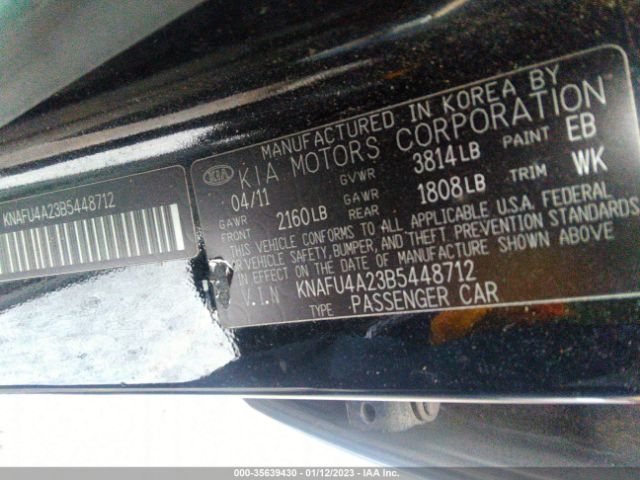 KNAFU4A23B5448712
MANUFACTURED IN KOREA BY
KIA KIA MOTORS CORPORATION
04/11 GVWR 3814LB PAINT EB
GAWR FRONT 2160LB GAWR REAR 1808LB TRIM WK
THIS VEHICLE CONFORMS TO ALL APPLICABLE U.S.A. FEDERAL
VEHICLE SAFETY, BUMPER, AND THEFT PREVENTION STANDARDS
IN EFFECT ON THE DATE OF MANUFACTURE SHOWN ABOVE
V.I.N KNAFU4A23B5448712
TYPE PASSENGER CAR
000-35639430 - 01/12/2023 - IAA Inc.